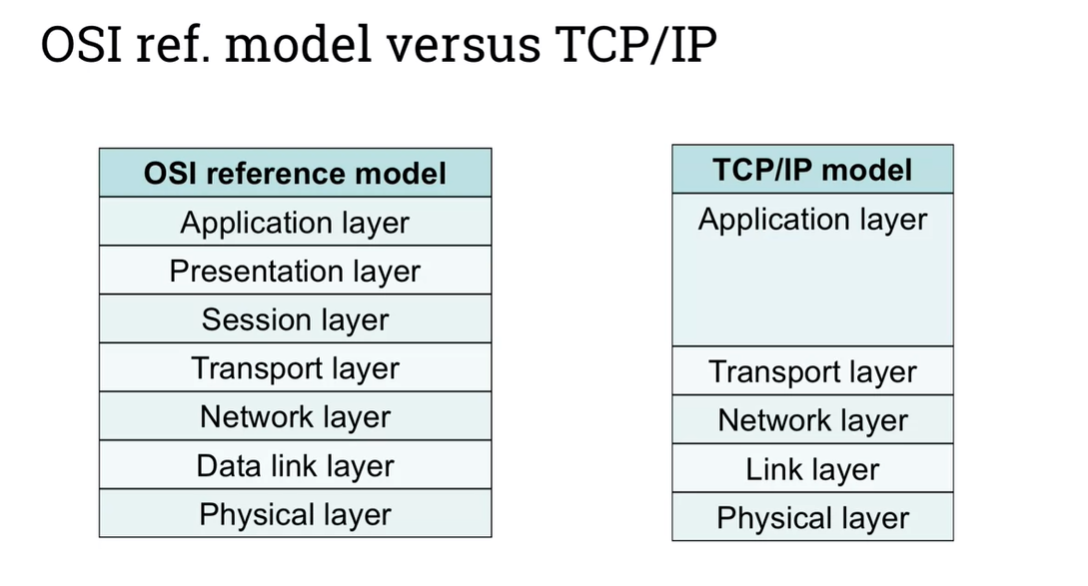 OSI ref. model versus TCP/IP
OSI reference model
Application layer
Presentation layer
Session layer
Transport layer
Network layer
Data link layer
Physical layer
TCP/IP model
Application layer
Transport layer
Network layer
Link layer
Physical layer